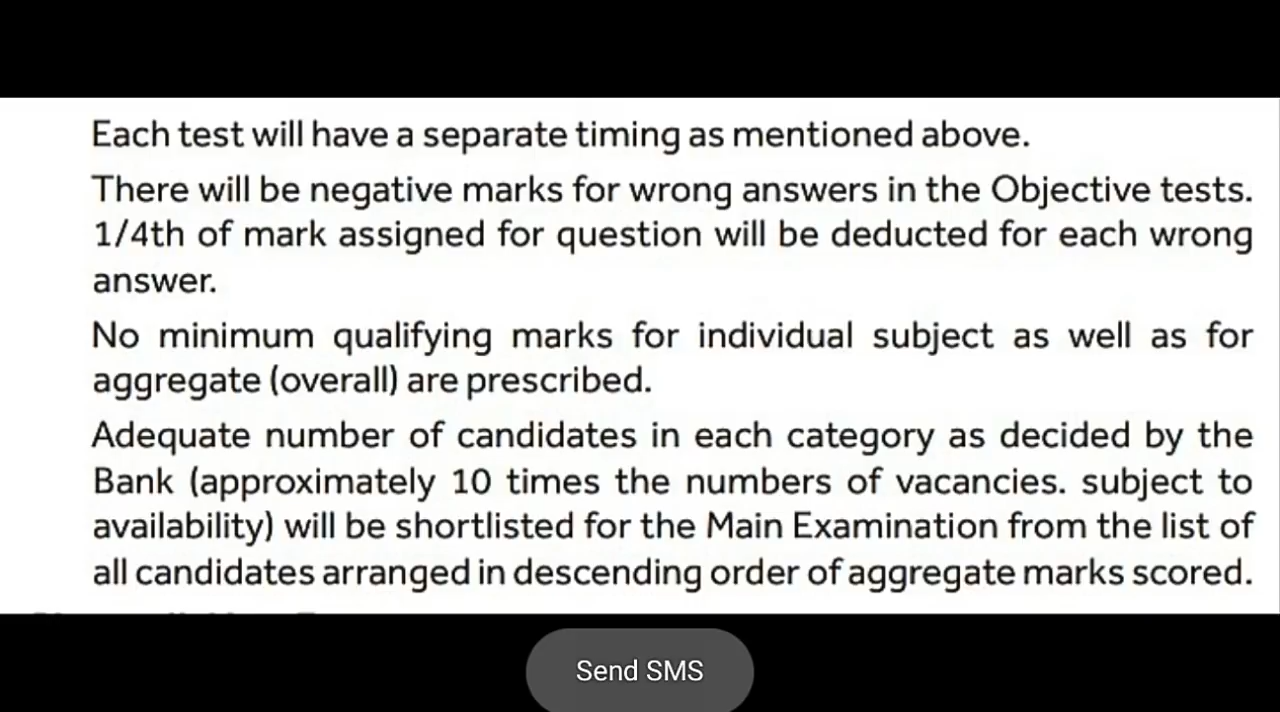 Each test will have a separate timing as mentioned above.
There will be negative marks for wrong answers in the Objective tests.
1/4th of mark assigned for question will be deducted for each wrong
answer.
No minimum qualifying marks for individual subject as well as for
aggregate (overall) are prescribed.
Adequate number of candidates in each category as decided by the
Bank (approximately 10 times the numbers of vacancies. subject to
availability) will be shortlisted for the Main Examination from the list of
all candidates arranged in descending order of aggregate marks scored.
Send SMS